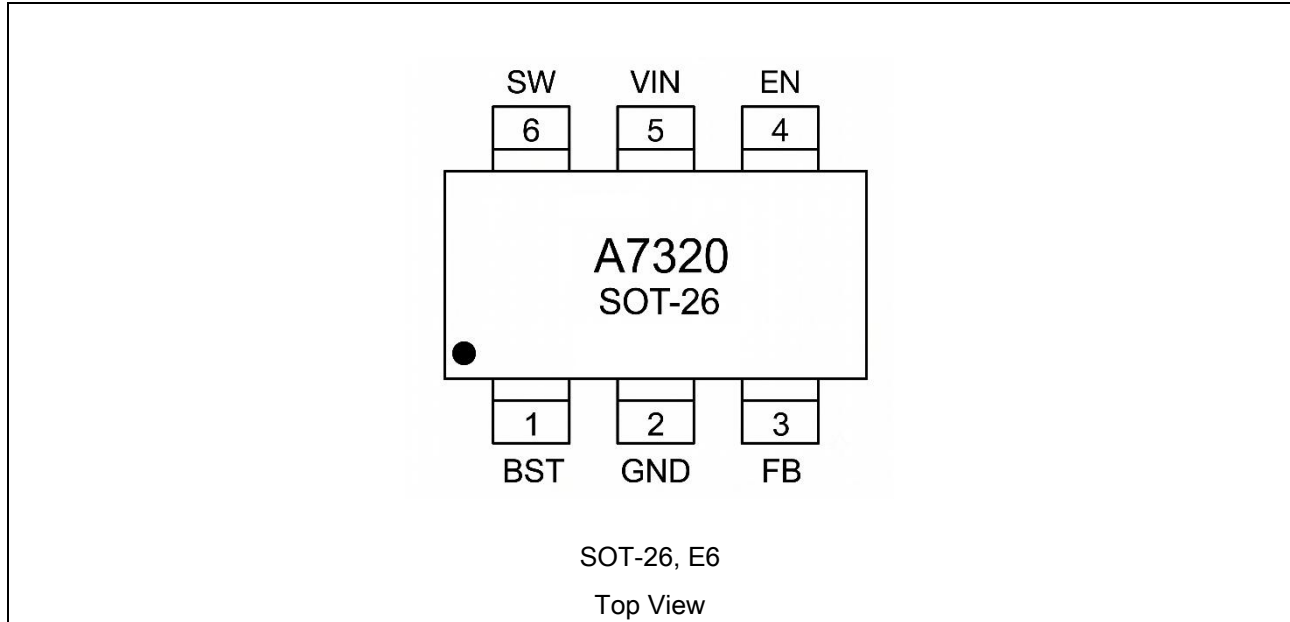 SW VIN EN
6 5 4
A7320
SOT-26
1 2 3
BST GND FB
SOT-26, E6
Top View